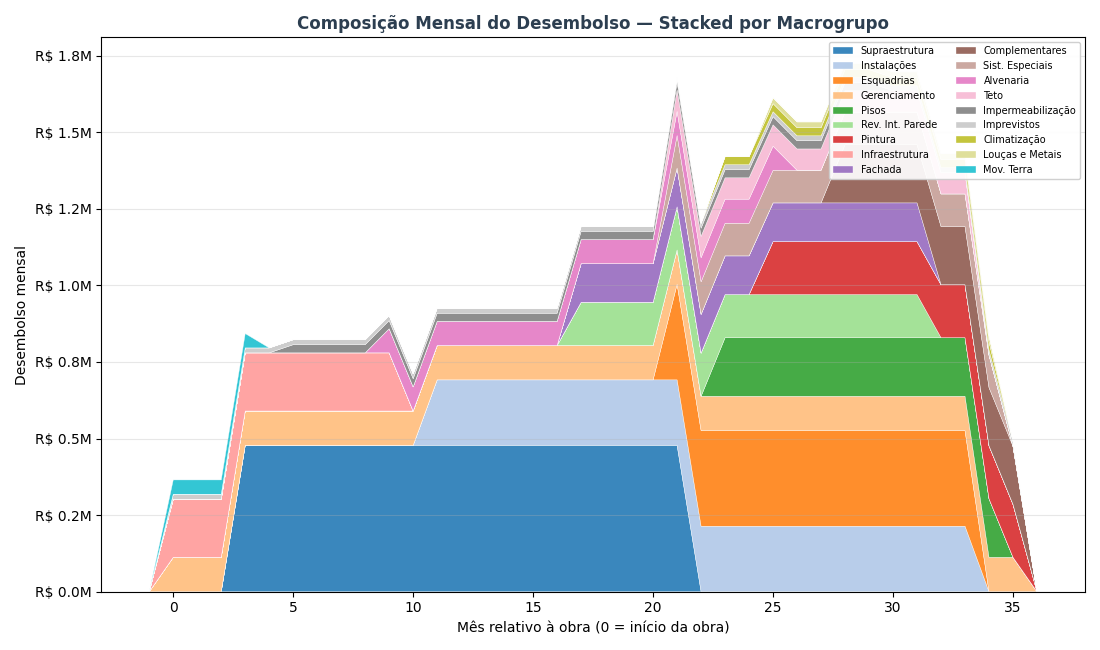 Composição Mensal do Desembolso — Stacked por Macrogrupo
R$ 1.8M
R$ 1.5M
R$ 1.2M
R$ 1.0M
R$ 0.8M
R$ 0.5M
R$ 0.2M
R$ 0.0M
Desembolso mensal
Supraestrutura
Instalações
Esquadrias
Gerenciamento
Pisos
Rev. Int. Parede
Pintura
Infraestrutura
Fachada
Complementares
Sist. Especiais
Alvenaria
Teto
Impermeabilização
Imprevistos
Climatização
Louças e Metais
Mov. Terra
0 5 10 15 20 25 30 35
Mês relativo à obra (0 = início da obra)